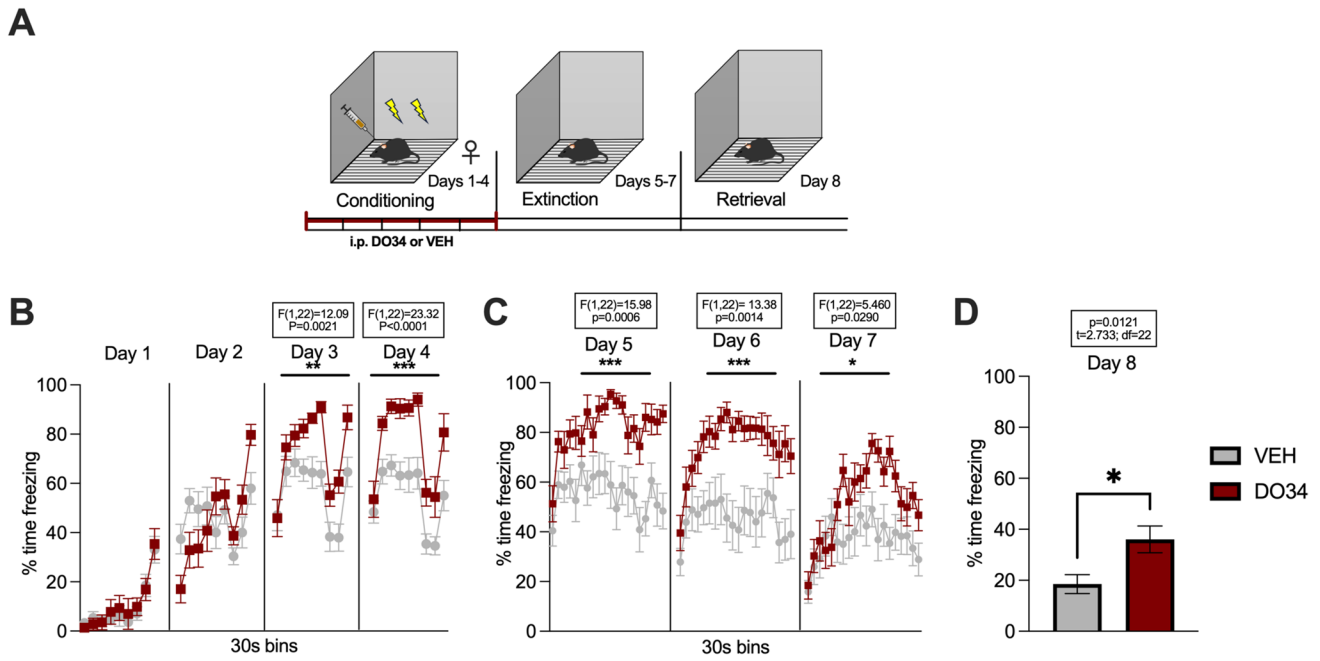 A
♀
Days 1-4
Days 5-7
Day 8
Conditioning
Extinction
Retrieval
i.p. DO34 or VEH
B
F(1,22)=12.09
P=0.0021
F(1,22)=23.32
P<0.0001
Day 1
Day 2
Day 3
Day 4
**
***
% time freezing
100
80
60
40
20
0
30s bins
C
F(1,22)=15.98
p=0.0006
F(1,22)= 13.38
p=0.0014
F(1,22)=5.460
p=0.0290
Day 5
Day 6
Day 7
***
***
*
% time freezing
100
80
60
40
20
0
30s bins
D
p=0.0121
t=2.733; df=22
Day 8
*
% time freezing
100
80
60
40
20
0
VEH
DO34